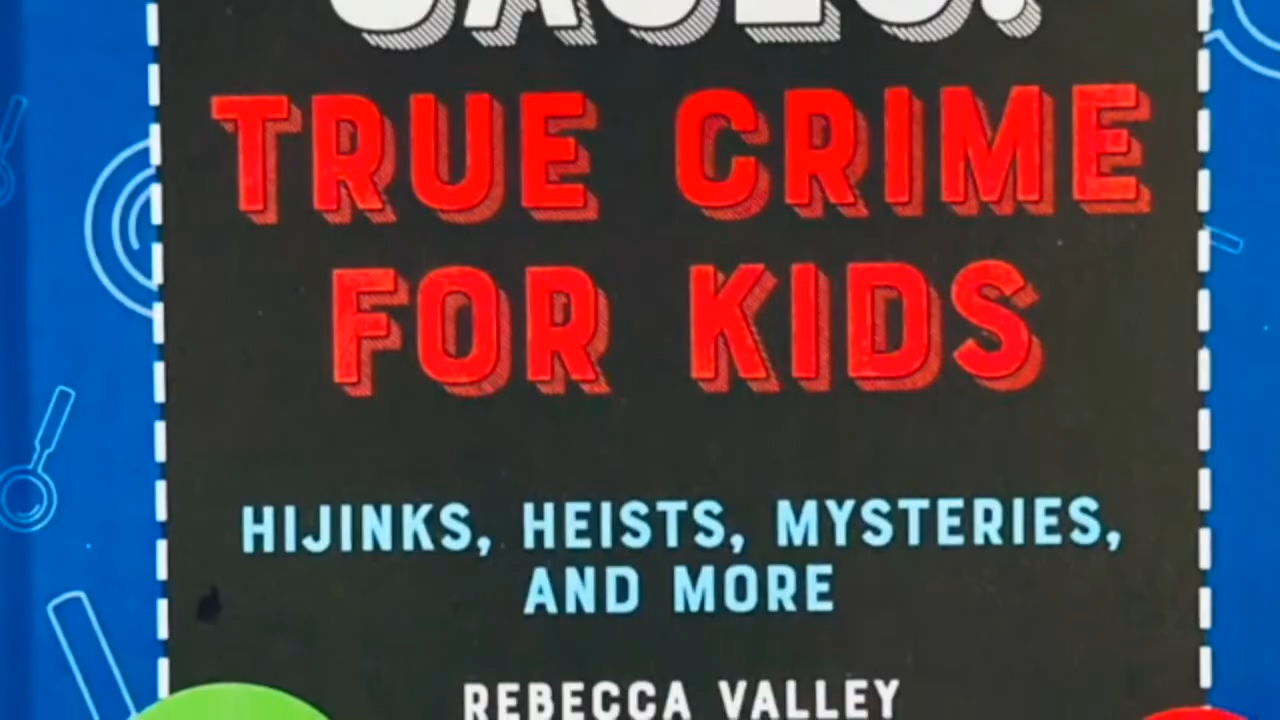 TRUE CRIME
FOR KIDS
HIJINKS, HEISTS, MYSTERIES,
AND MORE
REBECCA VALLEY